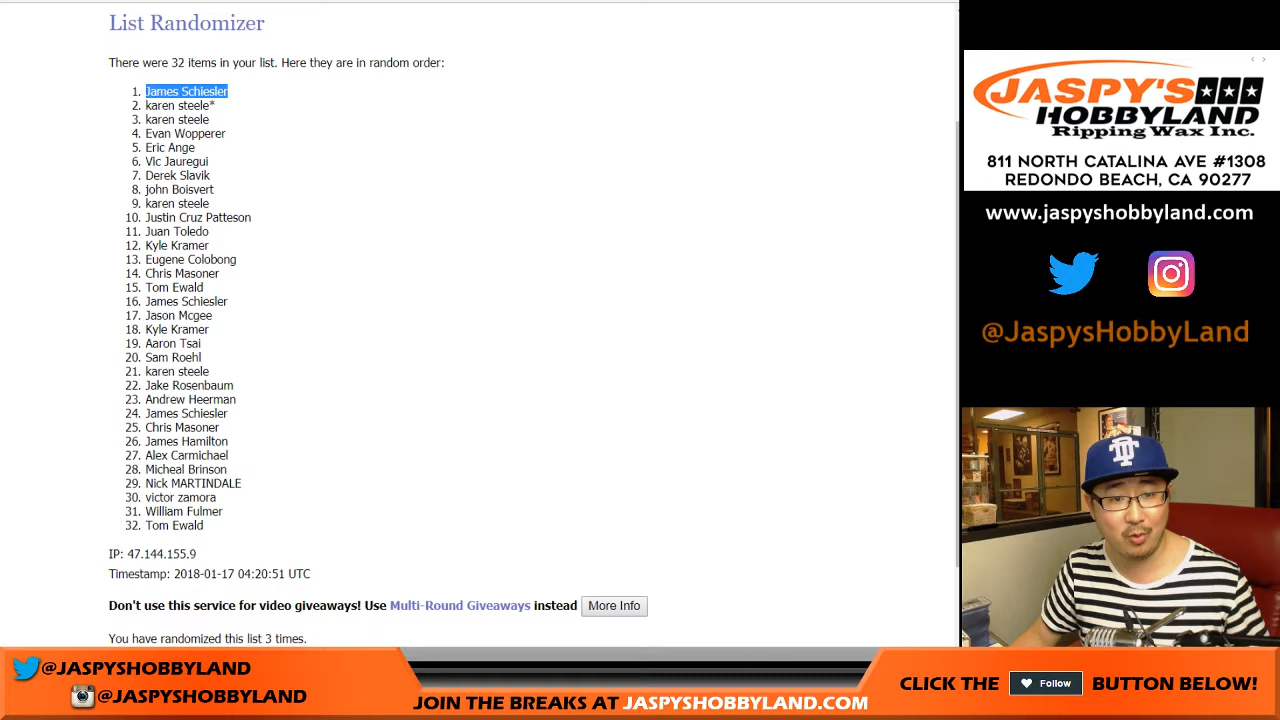 List Randomizer
There were 32 items in your list. Here they are in random order:
1. James Schiesler
2. karen steele*
3. karen steele
4. Evan Wopperer
5. Eric Ange
6. Vic Jauregui
7. Derek Slavik
8. john Boisvert
9. karen steele
10. Justin Cruz Patteson
11. Juan Toledo
12. Kyle Kramer
13. Eugene Colobong
14. Chris Masoner
15. Tom Ewald
16. James Schiesler
17. Jason Mcgee
18. Kyle Kramer
19. Aaron Tsai
20. Sam Roehl
21. karen steele
22. Jake Rosenbaum
23. Andrew Heerman
24. James Schiesler
25. Chris Masoner
26. James Hamilton
27. Alex Carmichael
28. Micheal Brinson
29. Nick MARTINDALE
30. victor zamora
31. William Fulmer
32. Tom Ewald
IP: 47.144.155.9
Timestamp: 2018-01-17 04:20:51 UTC
Don't use this service for video giveaways! Use Multi-Round Giveaways instead More Info
You have randomized this list 3 times.
JASPY'S
HOBBYLAND
Ripping Wax Inc.
811 NORTH CATALINA AVE #1308
REDONDO BEACH, CA 90277
www.jaspyshobbyland.com
@JaspysHobbyLand
@JASPYSHOBBYLAND
@JASPYSHOBBYLAND
JOIN THE BREAKS AT JASPYSHOBBYLAND.COM
CLICK THE Follow BUTTON BELOW!